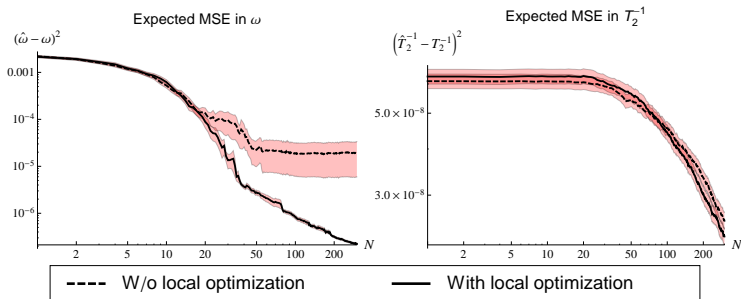 Expected MSE in ω
(ω̂ − ω)²
0.001
10⁻⁴
10⁻⁵
10⁻⁶
2 5 10 20 50 100 200 N
Expected MSE in T₂⁻¹
(T̂₂⁻¹ − T₂⁻¹)²
5.0 × 10⁻⁸
3.0 × 10⁻⁸
2 5 10 20 50 100 200 N
W/o local optimization With local optimization